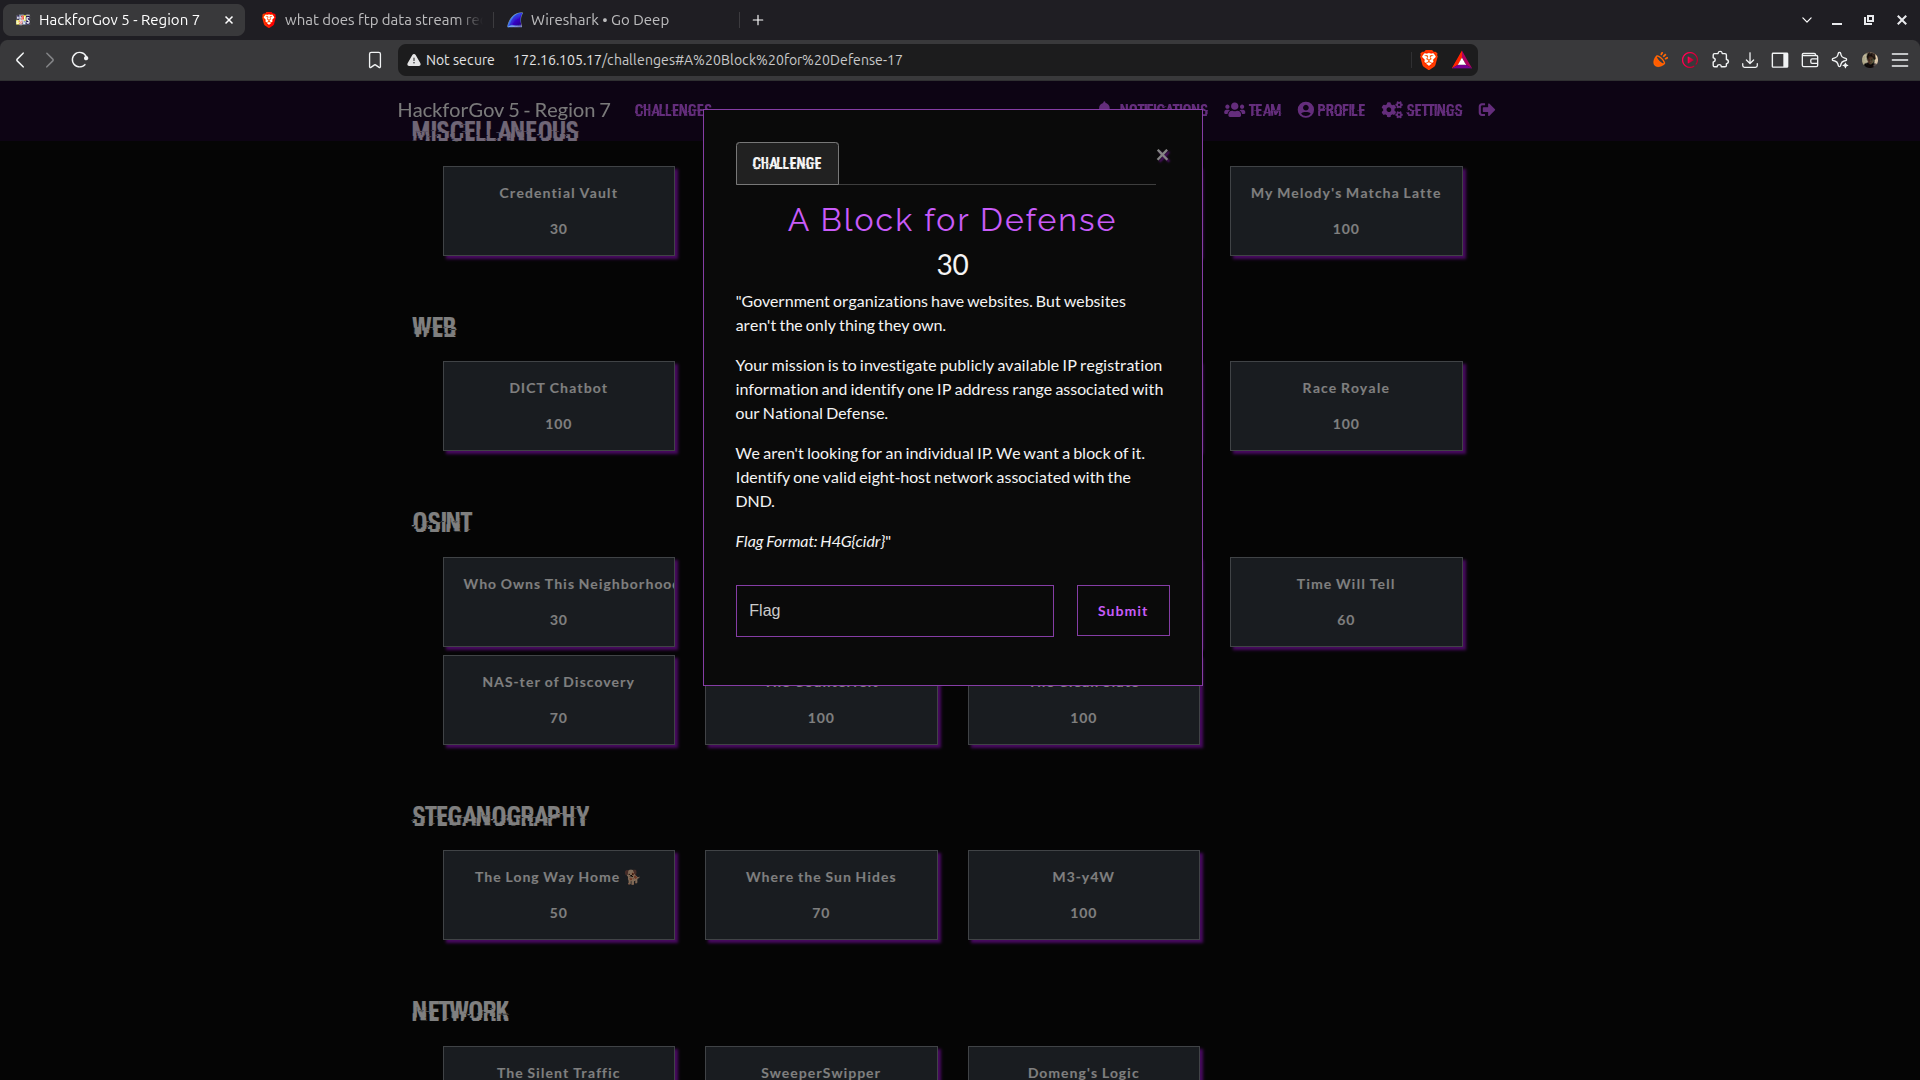 HackforGov 5 - Region 7
what does ftp data stream re
Wireshark • Go Deep
Not secure
172.16.105.17/challenges#A%20Block%20for%20Defense-17
HackforGov 5 - Region 7
CHALLENGES
NOTIFICATIONS
TEAM
PROFILE
SETTINGS
MISCELLANEOUS
CHALLENGE
Credential Vault
30
My Melody's Matcha Latte
100
A Block for Defense
30
"Government organizations have websites. But websites
aren't the only thing they own.
Your mission is to investigate publicly available IP registration
information and identify one IP address range associated with
our National Defense.
We aren't looking for an individual IP. We want a block of it.
Identify one valid eight-host network associated with the
DND.
Flag Format: H4G{cidr}"
Flag
Submit
WEB
DICT Chatbot
100
Race Royale
100
OSINT
Who Owns This Neighborhoo
30
Time Will Tell
60
NAS-ter of Discovery
70
100
100
STEGANOGRAPHY
The Long Way Home
50
Where the Sun Hides
70
M3-y4W
100
NETWORK
The Silent Traffic
SweeperSwipper
Domeng's Logic